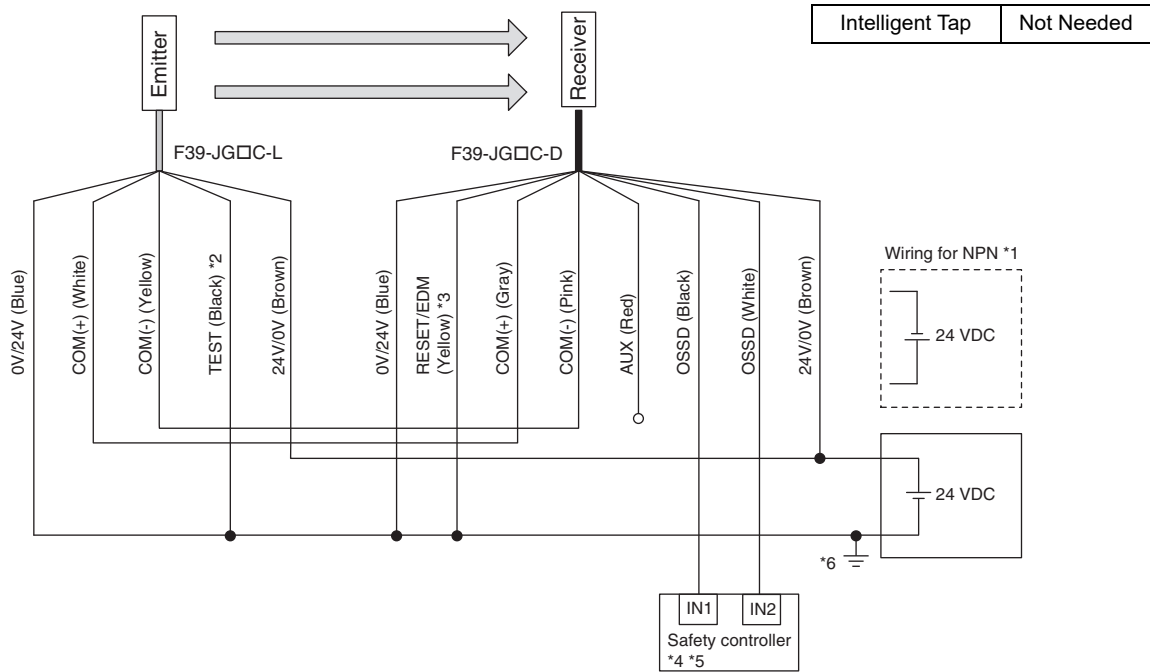 Intelligent Tap Not Needed
Emitter
Receiver
F39-JG□C-L
F39-JG□C-D
0V/24V (Blue)
COM(+) (White)
COM(-) (Yellow)
TEST (Black) *2
24V/0V (Brown)
0V/24V (Blue)
RESET/EDM
(Yellow) *3
COM(+) (Gray)
COM(-) (Pink)
AUX (Red)
OSSD (Black)
OSSD (White)
24V/0V (Brown)
Wiring for NPN *1
24 VDC
24 VDC
*6
IN1
IN2
Safety controller
*4 *5